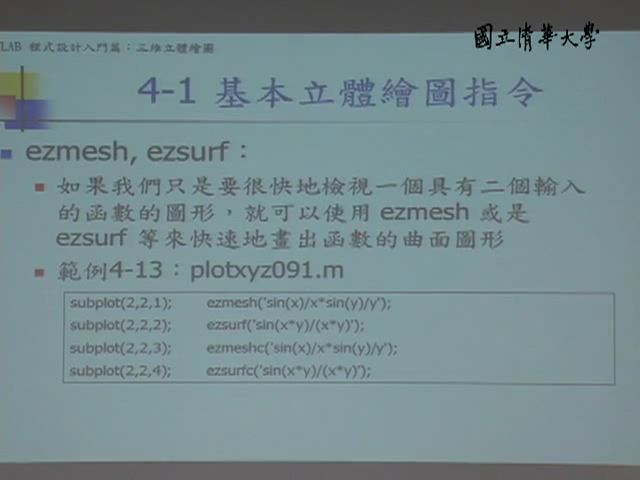 國立清華大學
LAB 程式設計入門篇：三維立體繪圖
4-1 基本立體繪圖指令
ezmesh, ezsurf：
如果我們只是要很快地檢視一個具有二個輸入
的函數的圖形，就可以使用 ezmesh 或是
ezsurf 等來快速地畫出函數的曲面圖形
範例4-13：plotxyz091.m
subplot(2,2,1); ezmesh('sin(x)/x*sin(y)/y');
subplot(2,2,2); ezsurf('sin(x*y)/(x*y)');
subplot(2,2,3); ezmeshc('sin(x)/x*sin(y)/y');
subplot(2,2,4); ezsurfc('sin(x*y)/(x*y)');